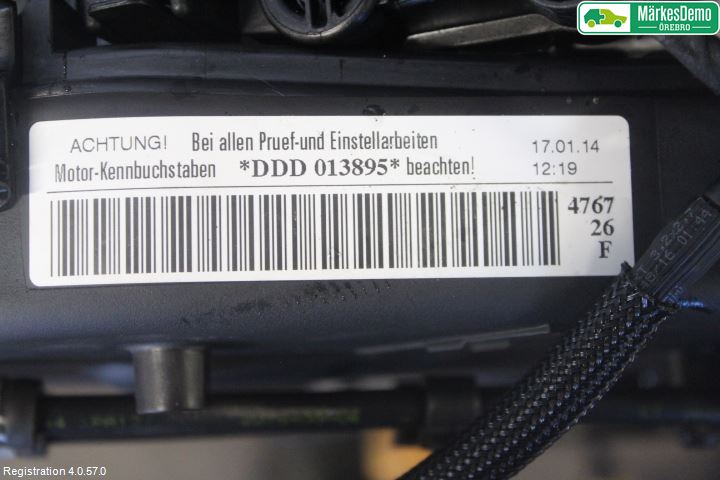 MärkesDemo
ÖREBRO
ACHTUNG! Bei allen Pruef-und Einstellarbeiten 17.01.14
Motor-Kennbuchstaben *DDD 013895* beachten! 12:19
4767
26
F
Registration 4.0.57.0